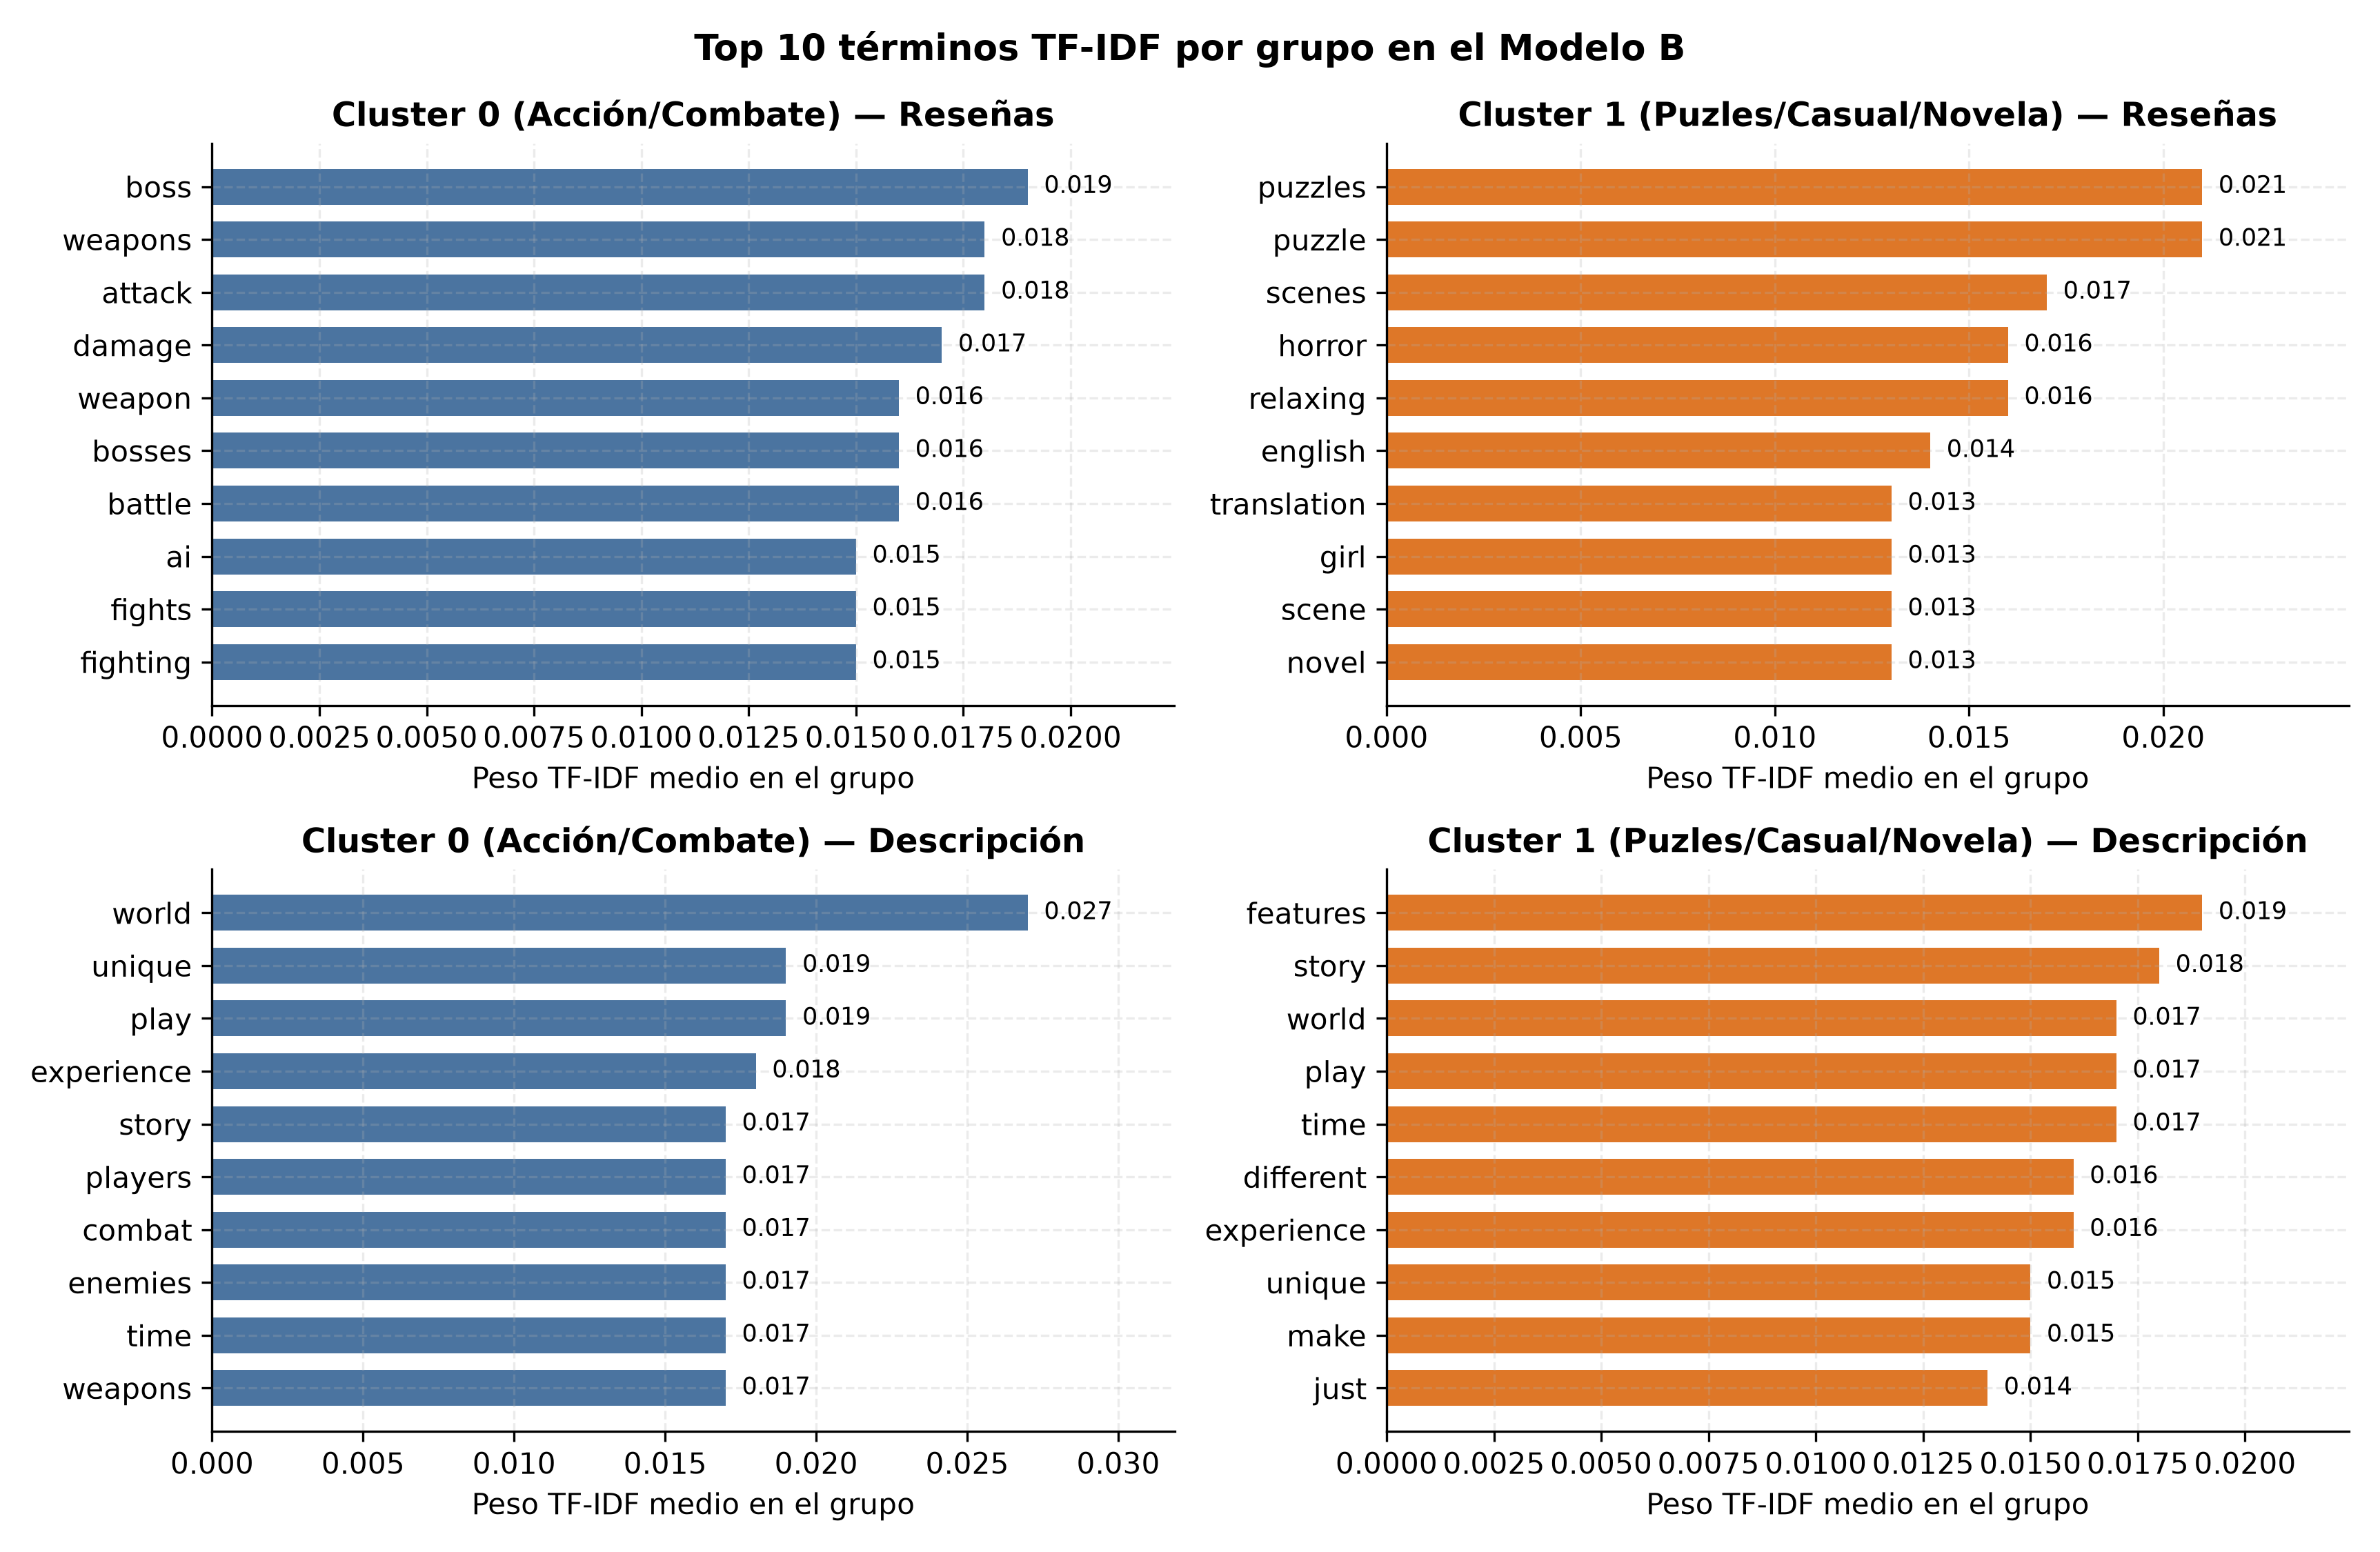 Top 10 términos TF-IDF por grupo en el Modelo B
Cluster 0 (Acción/Combate) — Reseñas
boss 0.019
weapons 0.018
attack 0.018
damage 0.017
weapon 0.016
bosses 0.016
battle 0.016
ai 0.015
fights 0.015
fighting 0.015
0.0000 0.0025 0.0050 0.0075 0.0100 0.0125 0.0150 0.0175 0.0200
Peso TF-IDF medio en el grupo
Cluster 1 (Puzles/Casual/Novela) — Reseñas
puzzles 0.021
puzzle 0.021
scenes 0.017
horror 0.016
relaxing 0.016
english 0.014
translation 0.013
girl 0.013
scene 0.013
novel 0.013
0.000 0.005 0.010 0.015 0.020
Peso TF-IDF medio en el grupo
Cluster 0 (Acción/Combate) — Descripción
world 0.027
unique 0.019
play 0.019
experience 0.018
story 0.017
players 0.017
combat 0.017
enemies 0.017
time 0.017
weapons 0.017
0.000 0.005 0.010 0.015 0.020 0.025 0.030
Peso TF-IDF medio en el grupo
Cluster 1 (Puzles/Casual/Novela) — Descripción
features 0.019
story 0.018
world 0.017
play 0.017
time 0.017
different 0.016
experience 0.016
unique 0.015
make 0.015
just 0.014
0.0000 0.0025 0.0050 0.0075 0.0100 0.0125 0.0150 0.0175 0.0200
Peso TF-IDF medio en el grupo